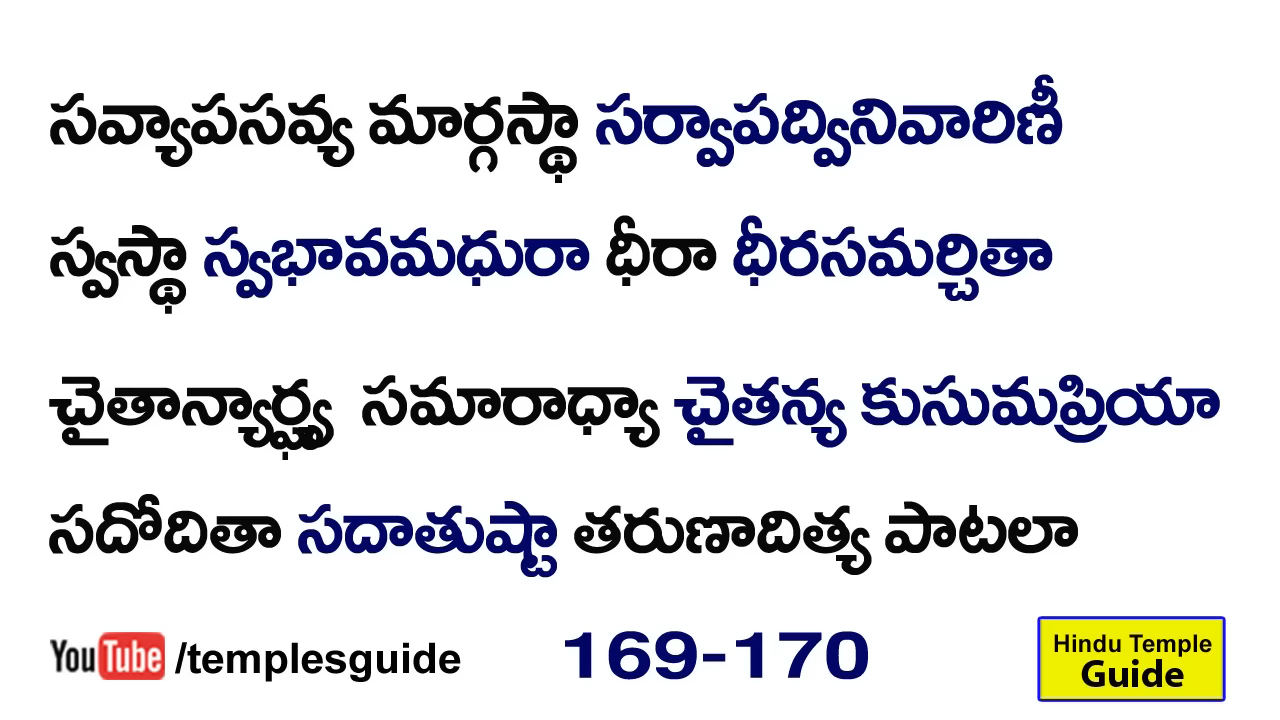 సవ్యాపసవ్య మార్గస్థా సర్వాపద్వినివారిణీ
స్వస్థా స్వభావమధురా ధీరా ధీరసమర్చితా
చైతాన్యార్ఘ్య సమారాధ్యా చైతన్య కుసుమప్రియా
సదోదితా సదాతుష్టా తరుణాదిత్య పాటలా
YouTube /templesguide 169-170 Hindu Temple Guide